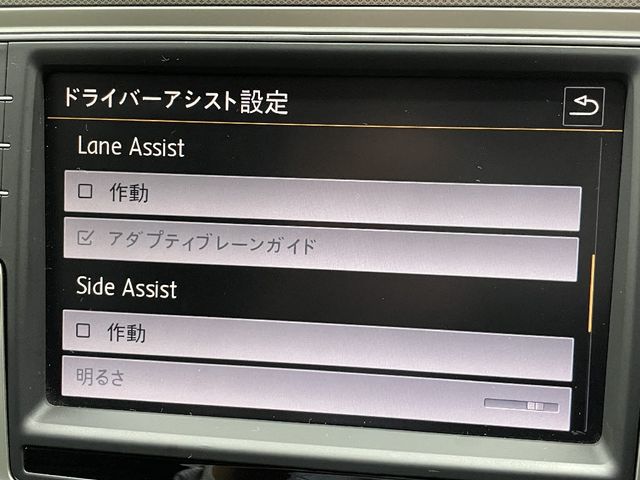 ドライバーアシスト設定
Lane Assist
作動
アダプティブレーンガイド
Side Assist
作動
明るさ